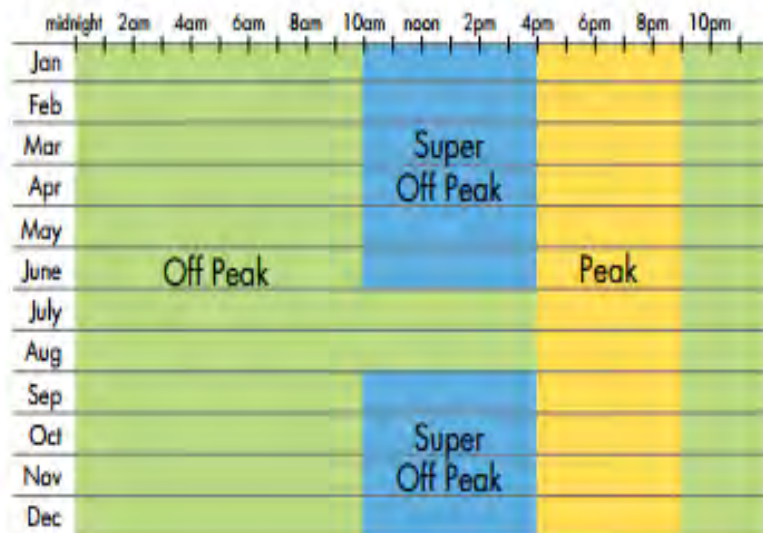 midnight 2am 4am 6am 8am 10am noon 2pm 4pm 6pm 8pm 10pm
Jan
Feb
Mar
Apr
May
June
July
Aug
Sep
Oct
Nov
Dec
Super
Off Peak
Off Peak
Peak
Super
Off Peak